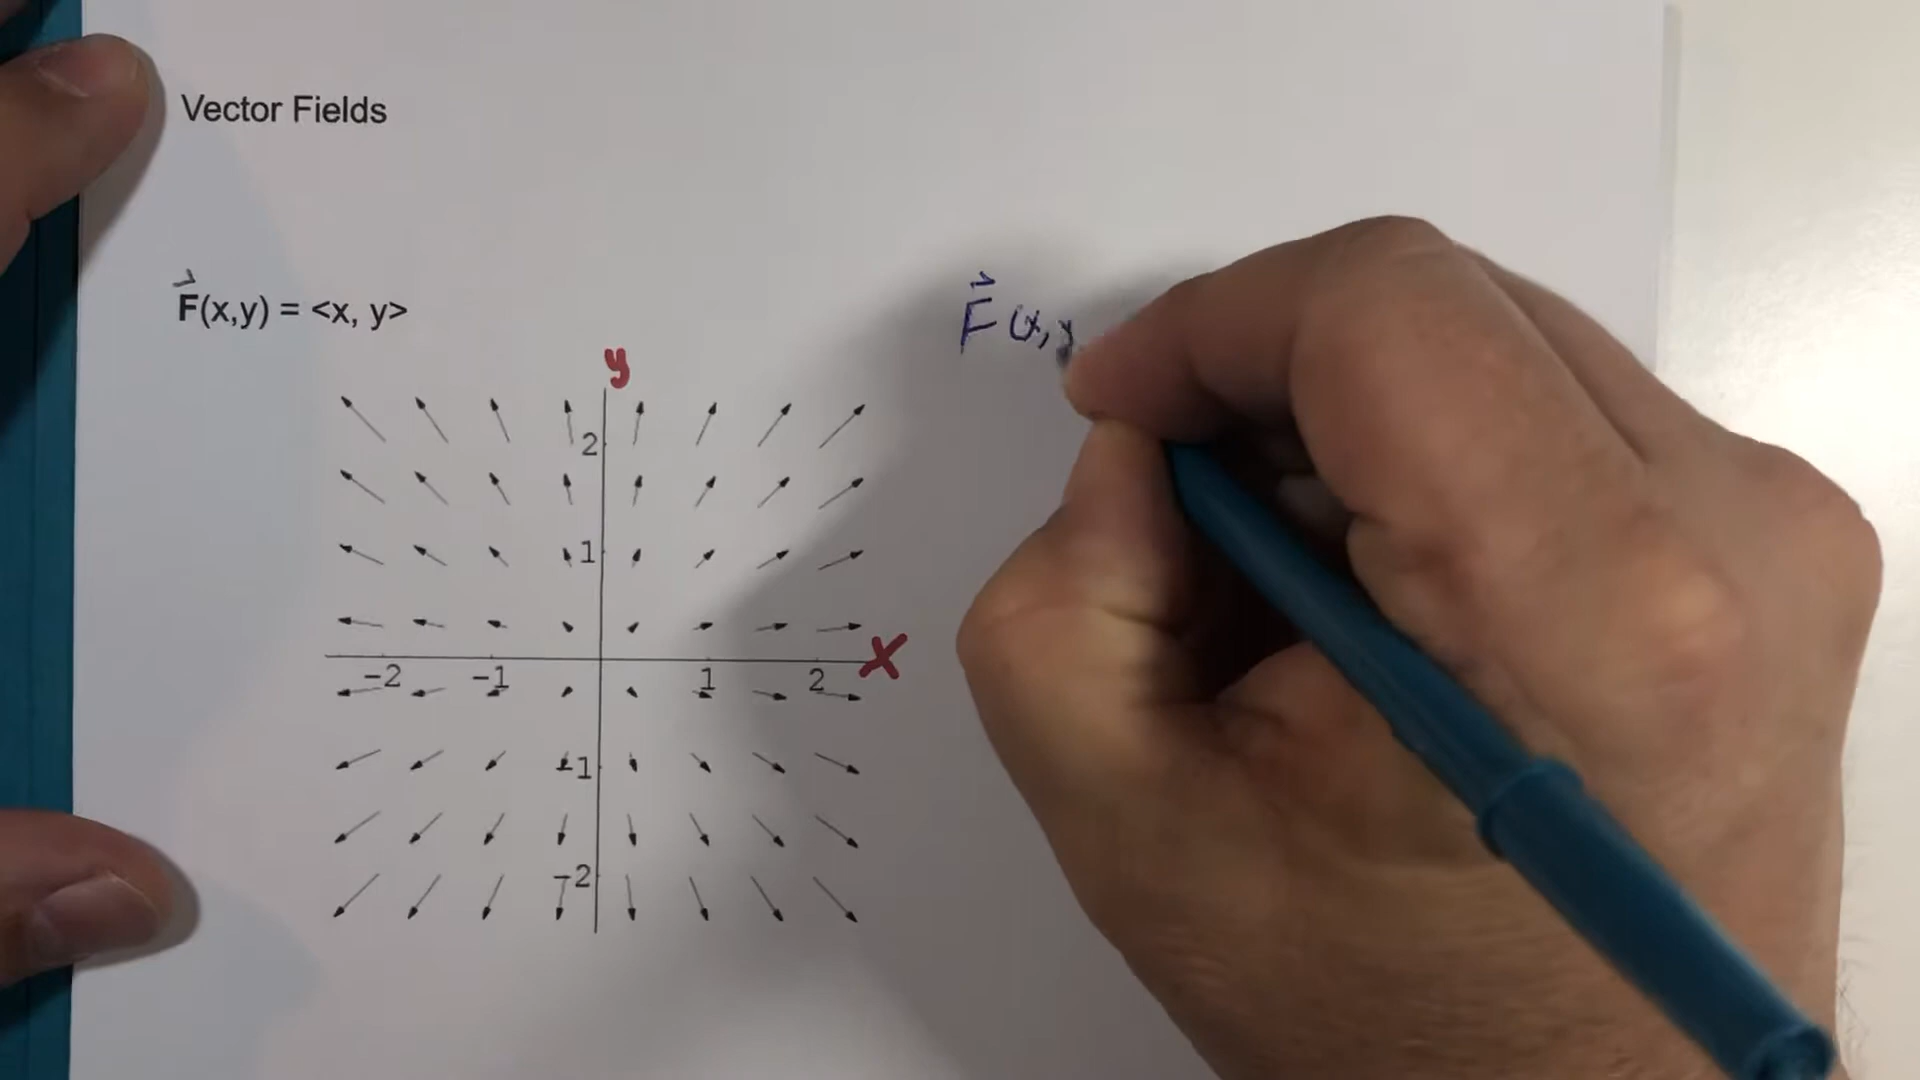 Vector Fields
F⃗(x,y) = <x, y>
F⃗(x,y
y
2
1
x
-2 -1 1 2
-1
-2